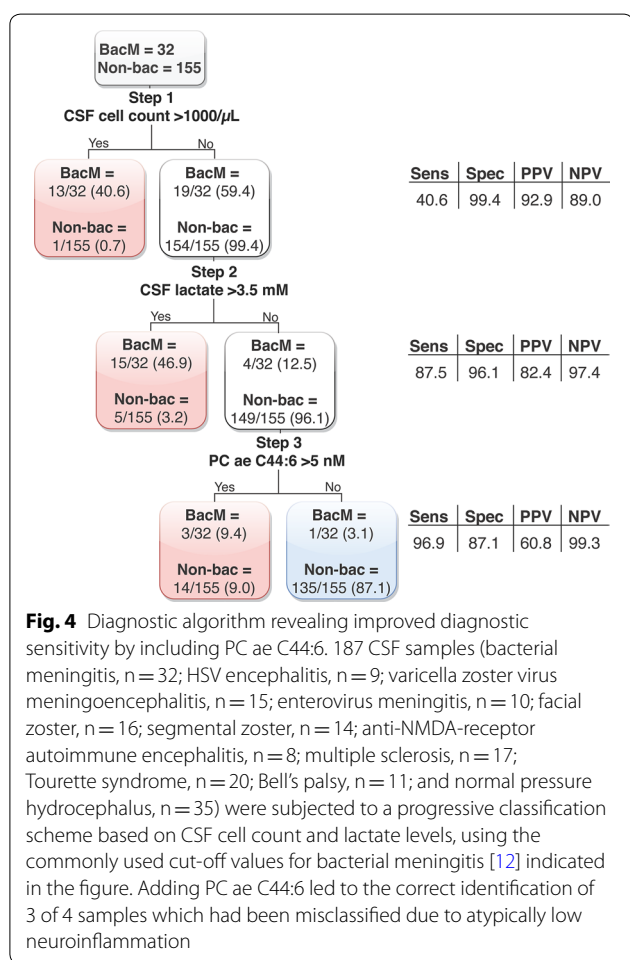 BacM = 32
Non-bac = 155
Step 1
CSF cell count >1000/µL
Yes No
BacM = BacM =
13/32 (40.6) 19/32 (59.4)
Non-bac = Non-bac =
1/155 (0.7) 154/155 (99.4)
Sens Spec PPV NPV
40.6 99.4 92.9 89.0
Step 2
CSF lactate >3.5 mM
Yes No
BacM = BacM =
15/32 (46.9) 4/32 (12.5)
Non-bac = Non-bac =
5/155 (3.2) 149/155 (96.1)
Sens Spec PPV NPV
87.5 96.1 82.4 97.4
Step 3
PC ae C44:6 >5 nM
Yes No
BacM = BacM =
3/32 (9.4) 1/32 (3.1)
Non-bac = Non-bac =
14/155 (9.0) 135/155 (87.1)
Sens Spec PPV NPV
96.9 87.1 60.8 99.3
Fig. 4 Diagnostic algorithm revealing improved diagnostic
sensitivity by including PC ae C44:6. 187 CSF samples (bacterial
meningitis, n = 32; HSV encephalitis, n = 9; varicella zoster virus
meningoencephalitis, n = 15; enterovirus meningitis, n = 10; facial
zoster, n = 16; segmental zoster, n = 14; anti-NMDA-receptor
autoimmune encephalitis, n = 8; multiple sclerosis, n = 17;
Tourette syndrome, n = 20; Bell’s palsy, n = 11; and normal pressure
hydrocephalus, n = 35) were subjected to a progressive classification
scheme based on CSF cell count and lactate levels, using the
commonly used cut-off values for bacterial meningitis [12] indicated
in the figure. Adding PC ae C44:6 led to the correct identification of
3 of 4 samples which had been misclassified due to atypically low
neuroinflammation